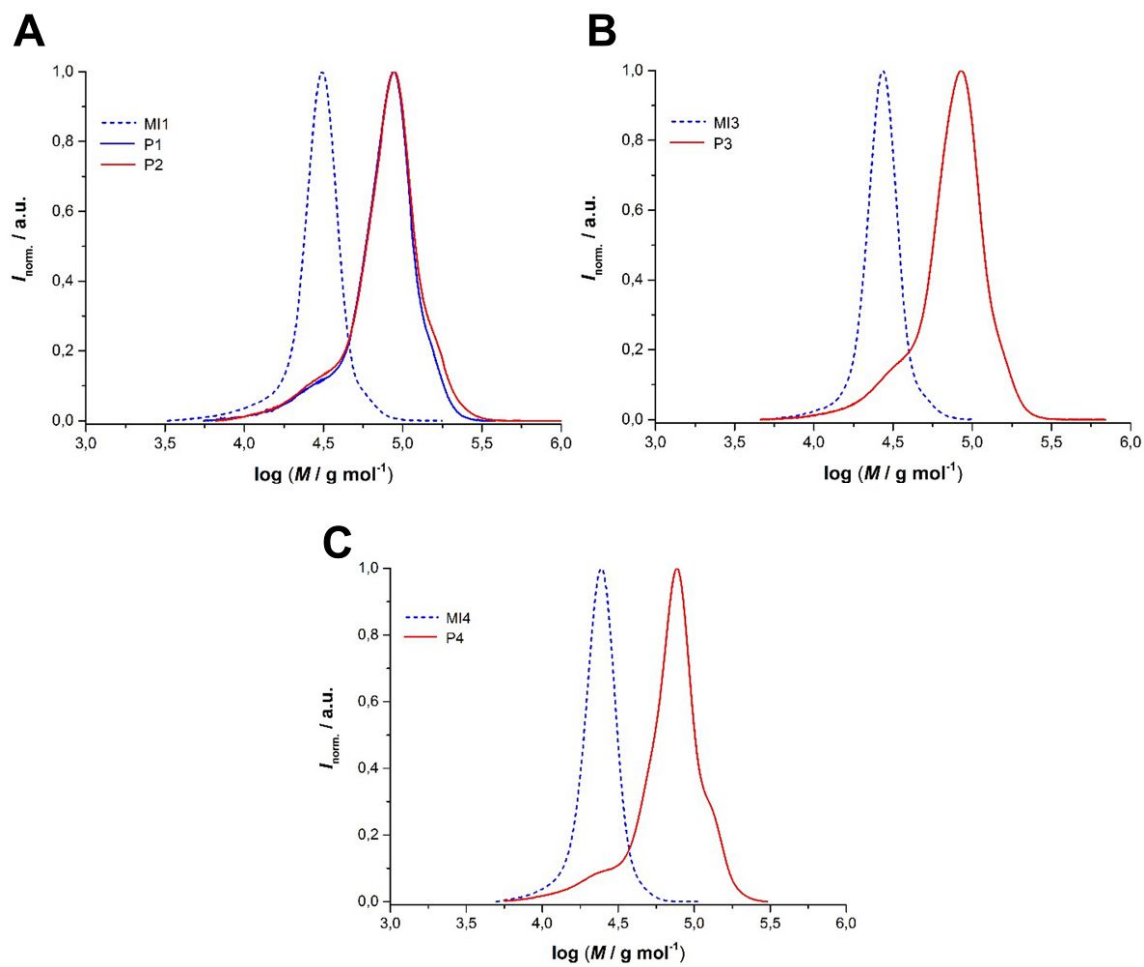 A
I norm. / a.u.
1,0
0,8
0,6
0,4
0,2
0,0
MI1
P1
P2
3,0 3,5 4,0 4,5 5,0 5,5 6,0
log (M / g mol⁻¹)
B
I norm. / a.u.
1,0
0,8
0,6
0,4
0,2
0,0
MI3
P3
3,0 3,5 4,0 4,5 5,0 5,5 6,0
log (M / g mol⁻¹)
C
I norm. / a.u.
1,0
0,8
0,6
0,4
0,2
0,0
MI4
P4
3,0 3,5 4,0 4,5 5,0 5,5 6,0
log (M / g mol⁻¹)